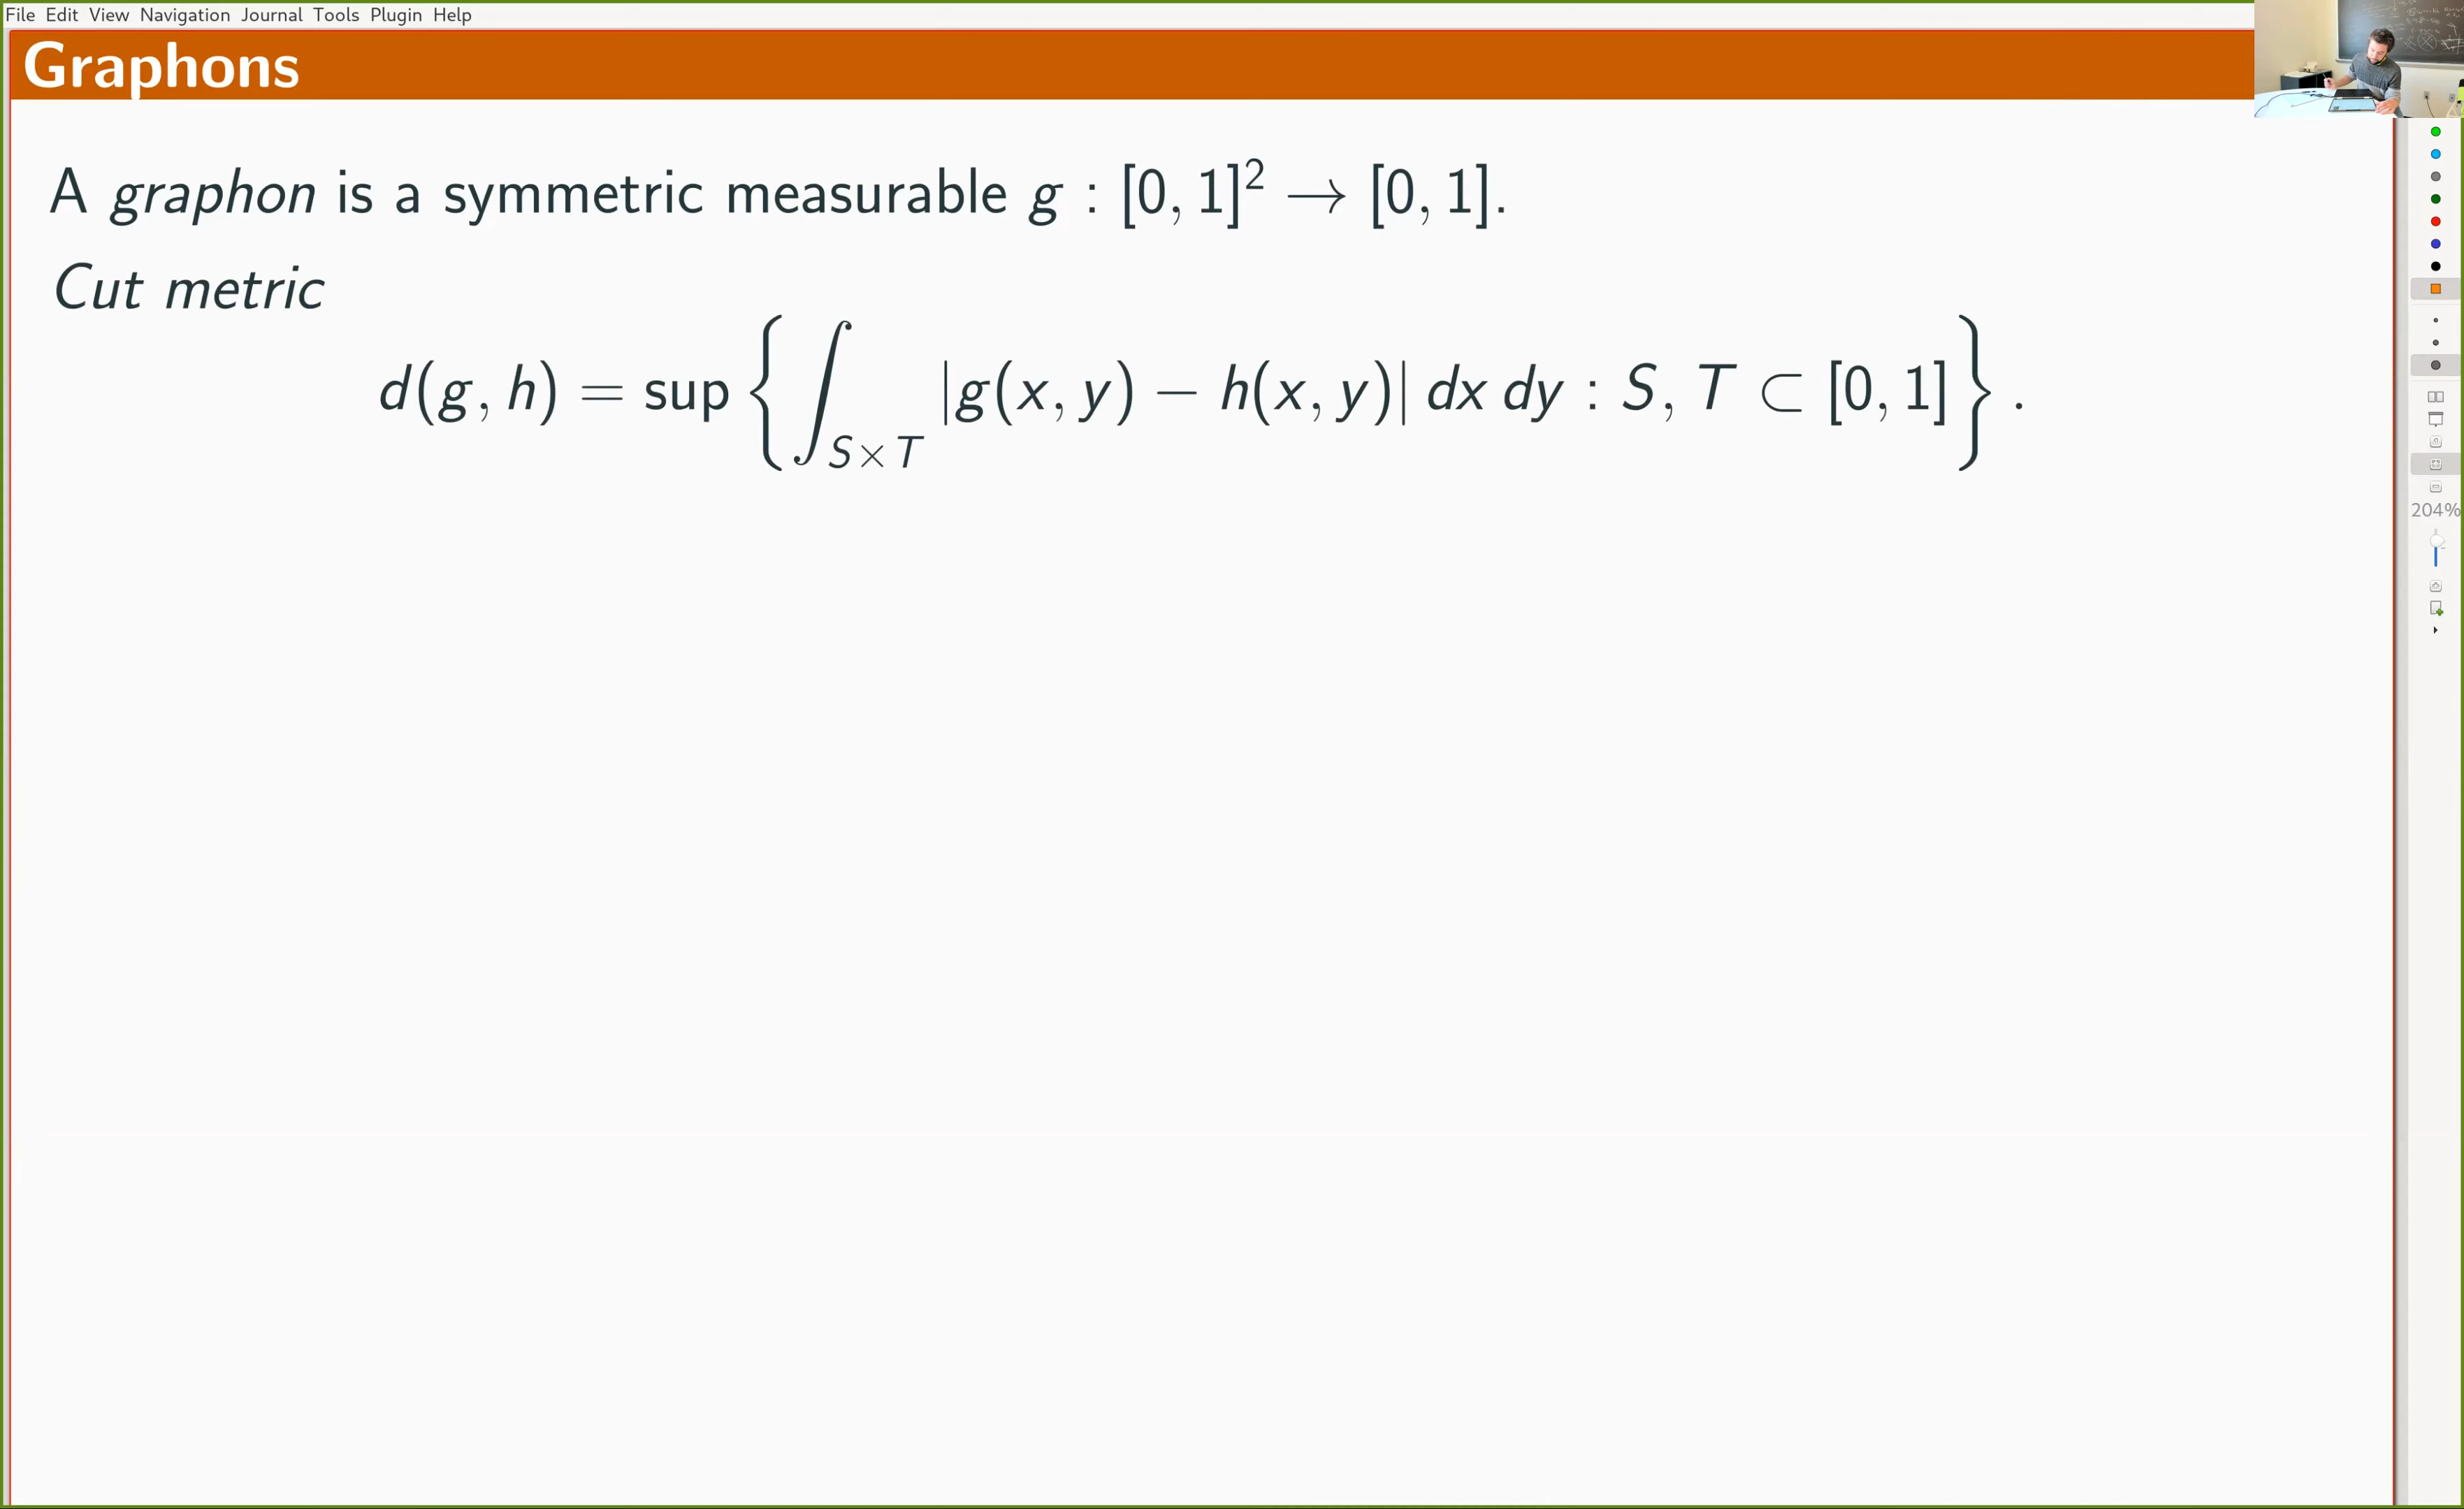 File Edit View Navigation Journal Tools Plugin Help
Graphons
A graphon is a symmetric measurable g : [0, 1]² → [0, 1].
Cut metric
d(g, h) = sup { ∫_{S×T} |g(x, y) − h(x, y)| dx dy : S, T ⊂ [0, 1] } .
204%